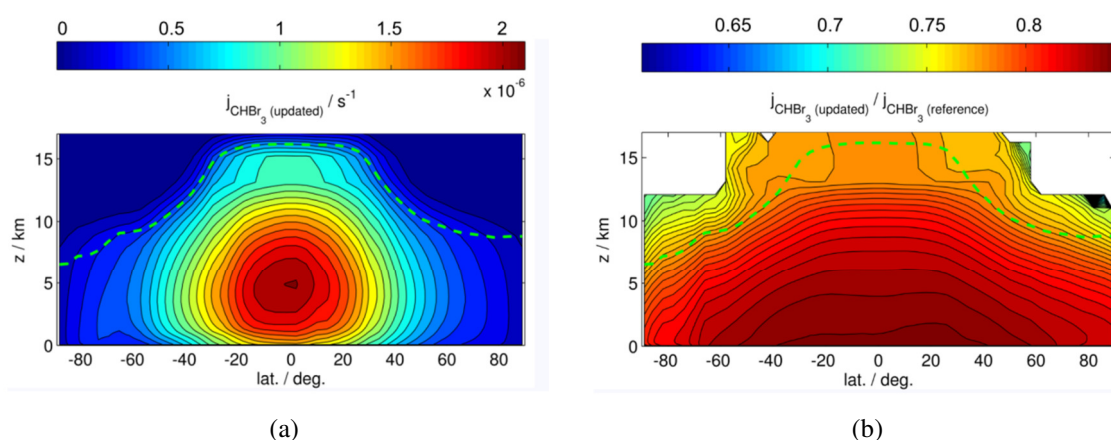 0 0.5 1 1.5 2
x 10⁻⁶
j_CHBr₃ (updated) / s⁻¹
z / km
15
10
5
0
-80 -60 -40 -20 0 20 40 60 80
lat. / deg.
(a)
0.65 0.7 0.75 0.8
j_CHBr₃ (updated) / j_CHBr₃ (reference)
z / km
15
10
5
0
-80 -60 -40 -20 0 20 40 60 80
lat. / deg.
(b)